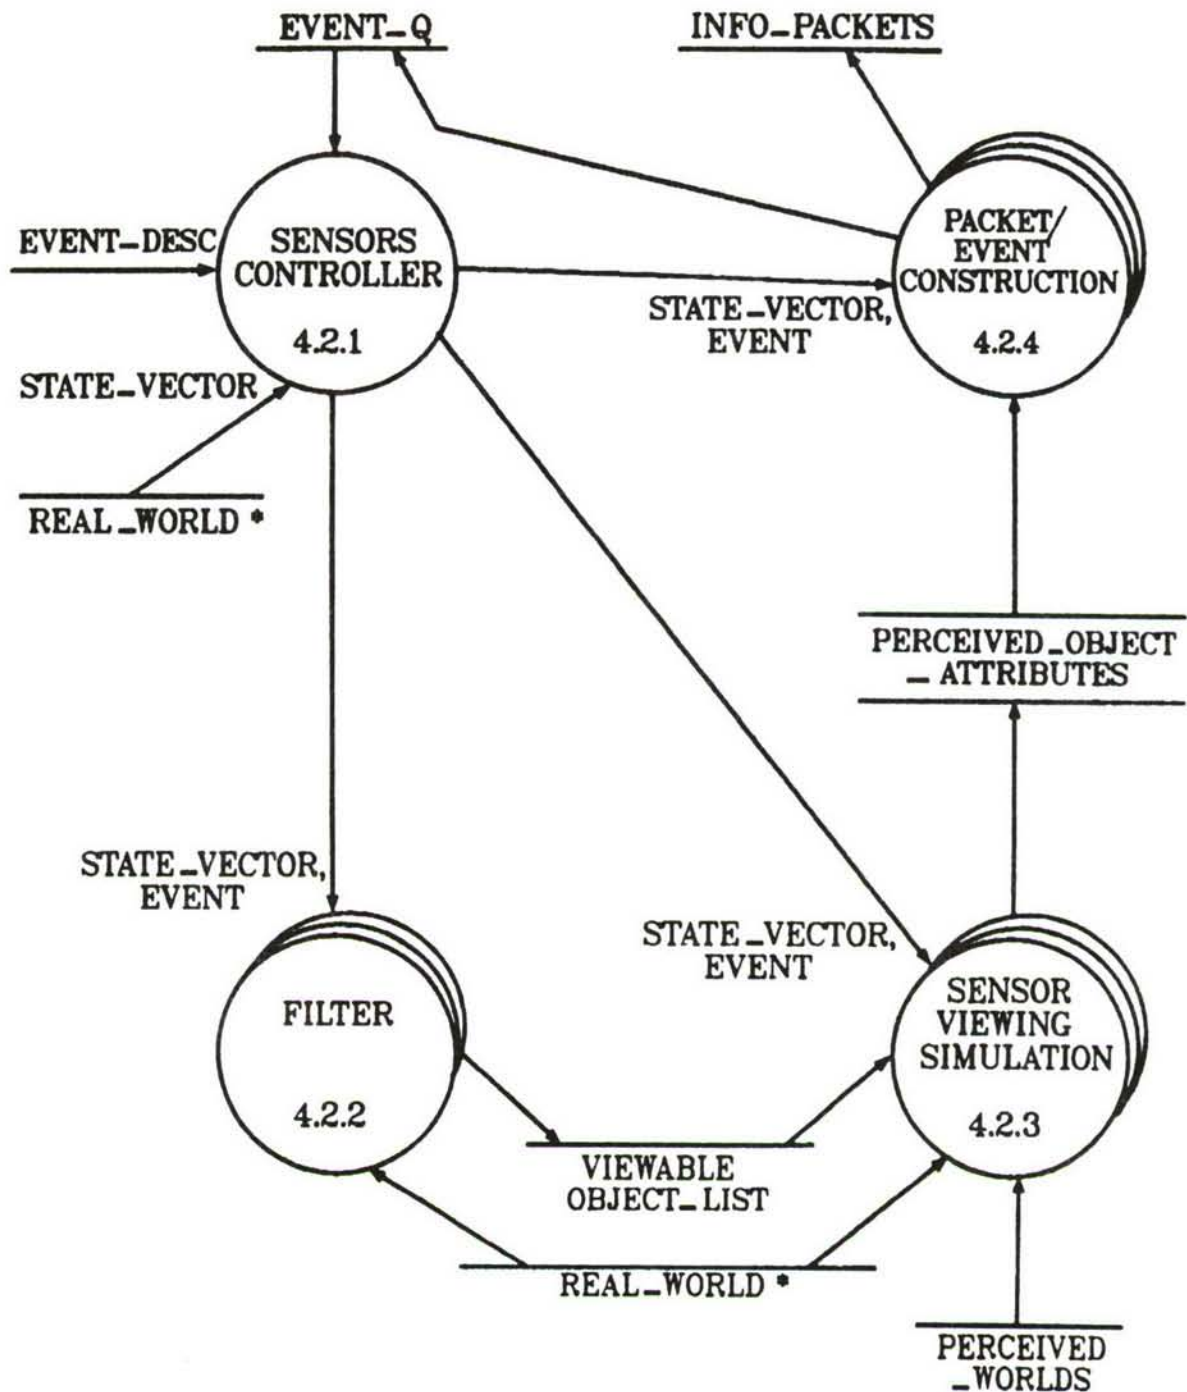 EVENT_Q
INFO_PACKETS
EVENT_DESC
SENSORS
CONTROLLER
4.2.1
PACKET/
EVENT
CONSTRUCTION
4.2.4
STATE_VECTOR,
EVENT
STATE_VECTOR
REAL_WORLD *
PERCEIVED_OBJECT
_ATTRIBUTES
STATE_VECTOR,
EVENT
STATE_VECTOR,
EVENT
FILTER
4.2.2
SENSOR
VIEWING
SIMULATION
4.2.3
VIEWABLE
OBJECT_LIST
REAL_WORLD *
PERCEIVED
_WORLDS